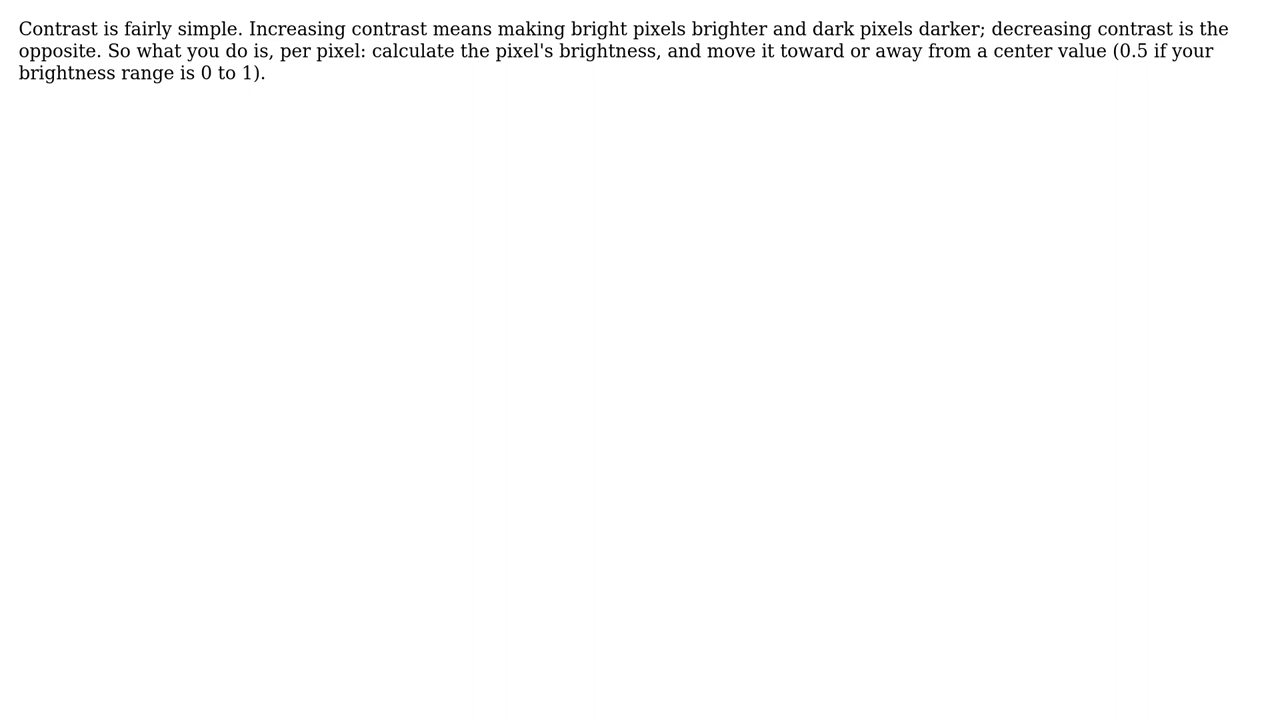 Contrast is fairly simple. Increasing contrast means making bright pixels brighter and dark pixels darker; decreasing contrast is the
opposite. So what you do is, per pixel: calculate the pixel's brightness, and move it toward or away from a center value (0.5 if your
brightness range is 0 to 1).